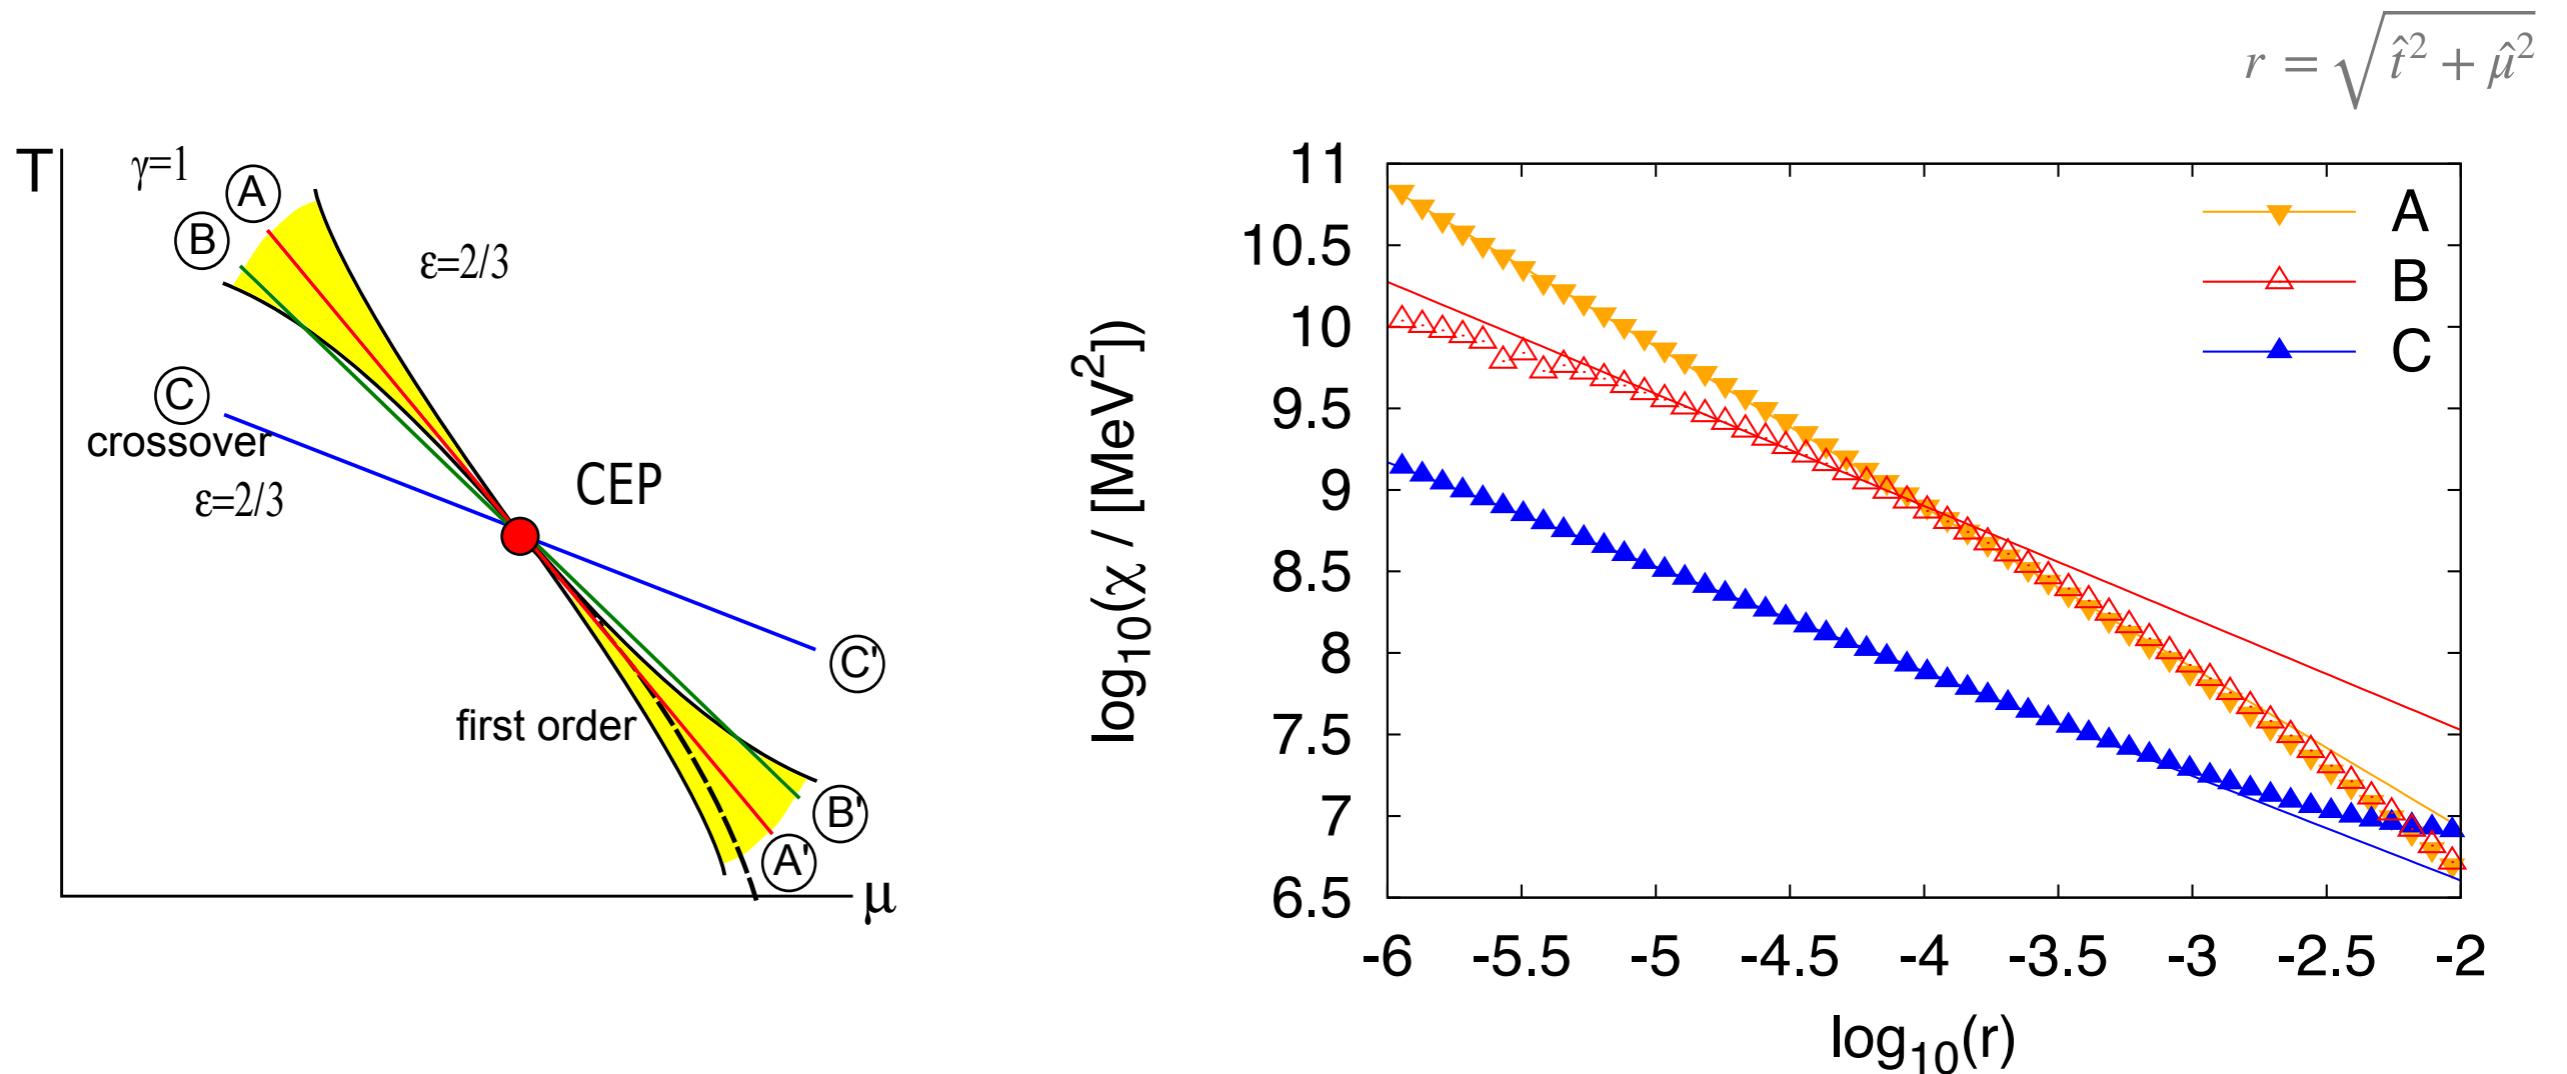 r = √t̂² + μ̂²
T
γ=1
A
B
ε=2/3
C
crossover
ε=2/3
CEP
C'
first order
B'
A'
μ
log₁₀(χ / [MeV²])
11
10.5
10
9.5
9
8.5
8
7.5
7
6.5
A
B
C
-6 -5.5 -5 -4.5 -4 -3.5 -3 -2.5 -2
log₁₀(r)